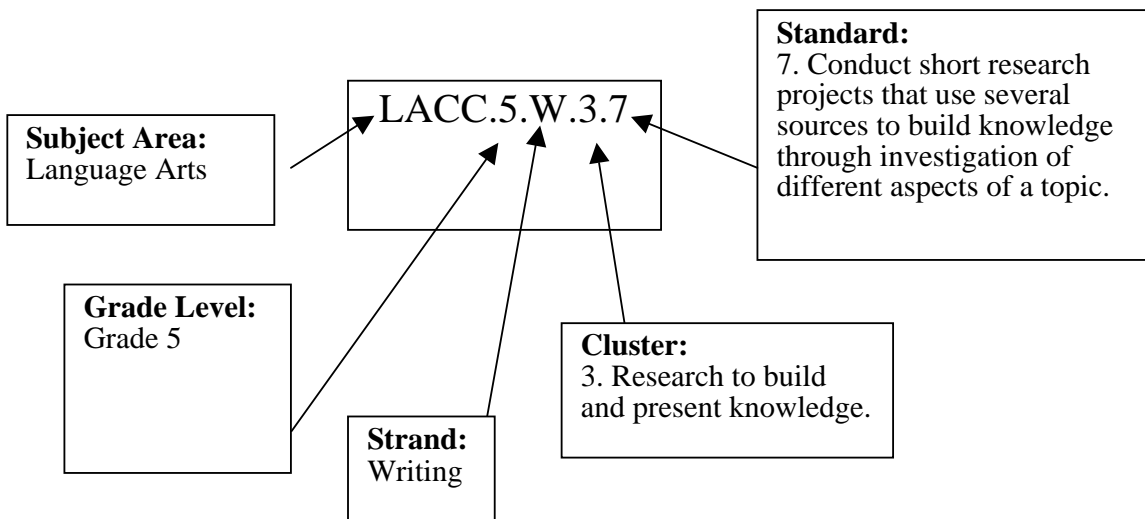 Standard:
7. Conduct short research
projects that use several
sources to build knowledge
through investigation of
different aspects of a topic.
LACC.5.W.3.7
Subject Area:
Language Arts
Grade Level:
Grade 5
Cluster:
3. Research to build
and present knowledge.
Strand:
Writing